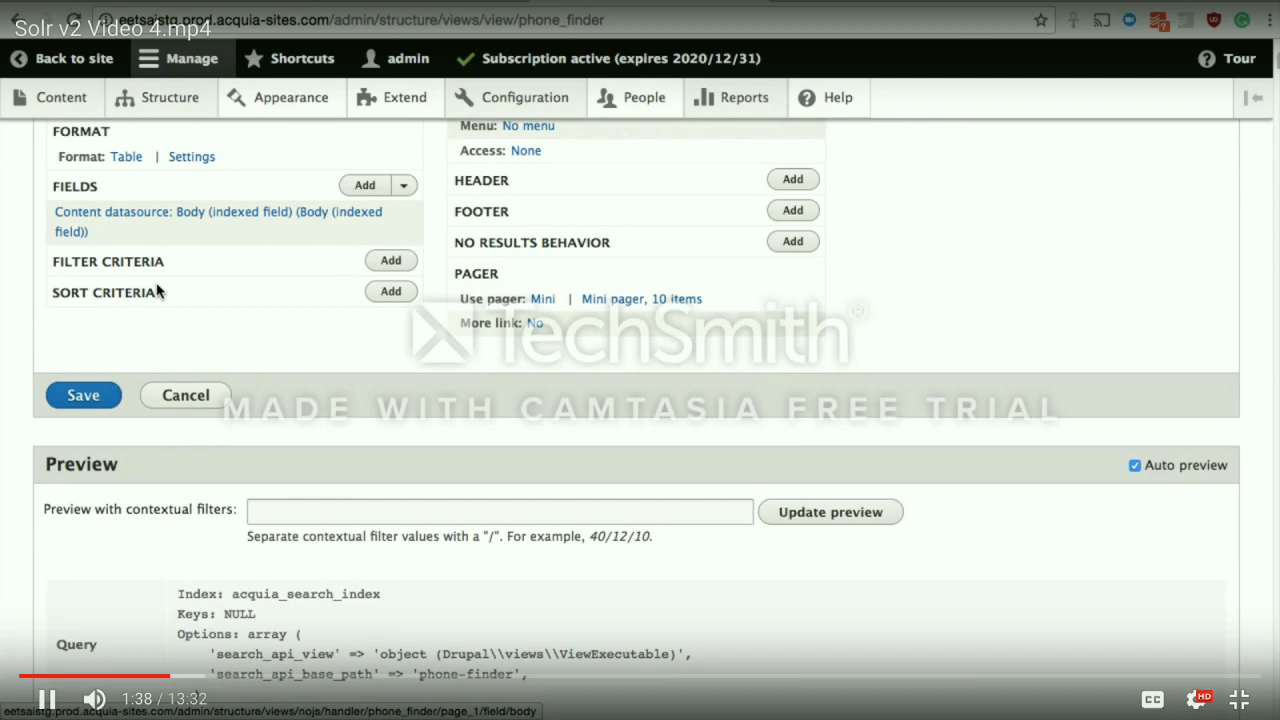 eetsaistg.prod.acquia-sites.com/admin/structure/views/view/phone_finder
Solr v2 Video 4.mp4
Back to site Manage Shortcuts admin Subscription active (expires 2020/12/31) Tour
Content Structure Appearance Extend Configuration People Reports Help
FORMAT
Format: Table | Settings
FIELDS Add
Content datasource: Body (indexed field) (Body (indexed
field))
FILTER CRITERIA Add
SORT CRITERIA Add
Menu: No menu
Access: None
HEADER Add
FOOTER Add
NO RESULTS BEHAVIOR Add
PAGER
Use pager: Mini | Mini pager, 10 items
More link: No
TechSmith®
MADE WITH CAMTASIA FREE TRIAL
Save Cancel
Preview Auto preview
Preview with contextual filters: Update preview
Separate contextual filter values with a "/". For example, 40/12/10.
Query
Index: acquia_search_index
Keys: NULL
Options: array (
'search_api_view' => 'object (Drupal\\views\\ViewExecutable)',
'search_api_base_path' => 'phone-finder',
1:38 / 13:32 CC HD
eetsaistg.prod.acquia-sites.com/admin/structure/views/nojs/handler/phone_finder/page_1/field/body